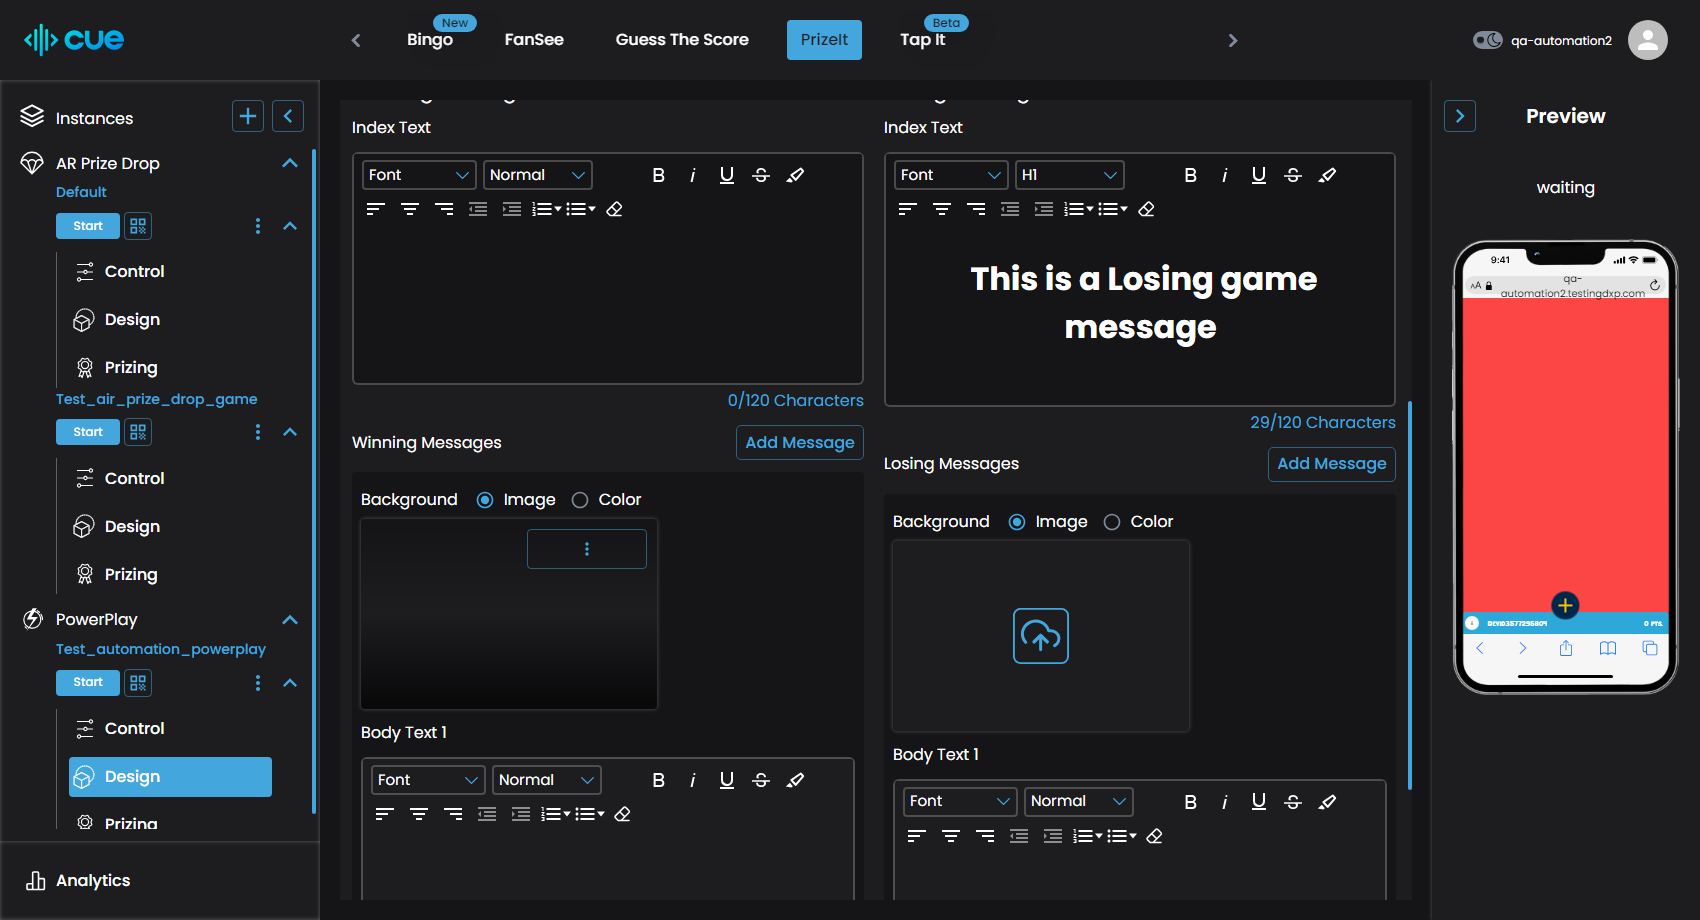 cue
New
Bingo
FanSee
Guess The Score
PrizeIt
Beta
Tap It
qa-automation2
Instances
AR Prize Drop
Default
Start
Control
Design
Prizing
Test_air_prize_drop_game
Start
Control
Design
Prizing
PowerPlay
Test_automation_powerplay
Start
Control
Design
Prizing
Analytics
Index Text
Font
Normal
B i U S
0/120 Characters
Winning Messages
Add Message
Background
Image
Color
Body Text 1
Font
Normal
B i U S
Index Text
Font
H1
B i U S
This is a Losing game
message
29/120 Characters
Losing Messages
Add Message
Background
Image
Color
Body Text 1
Font
Normal
B i U S
Preview
waiting
9:41
AA
qa-
automation2.testingdxp.com
0 PTS.